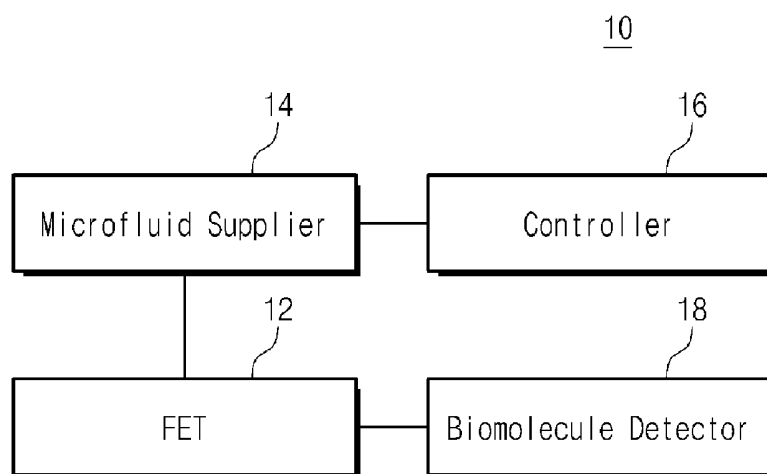 10
14
16
Microfluid Supplier
Controller
12
18
FET
Biomolecule Detector